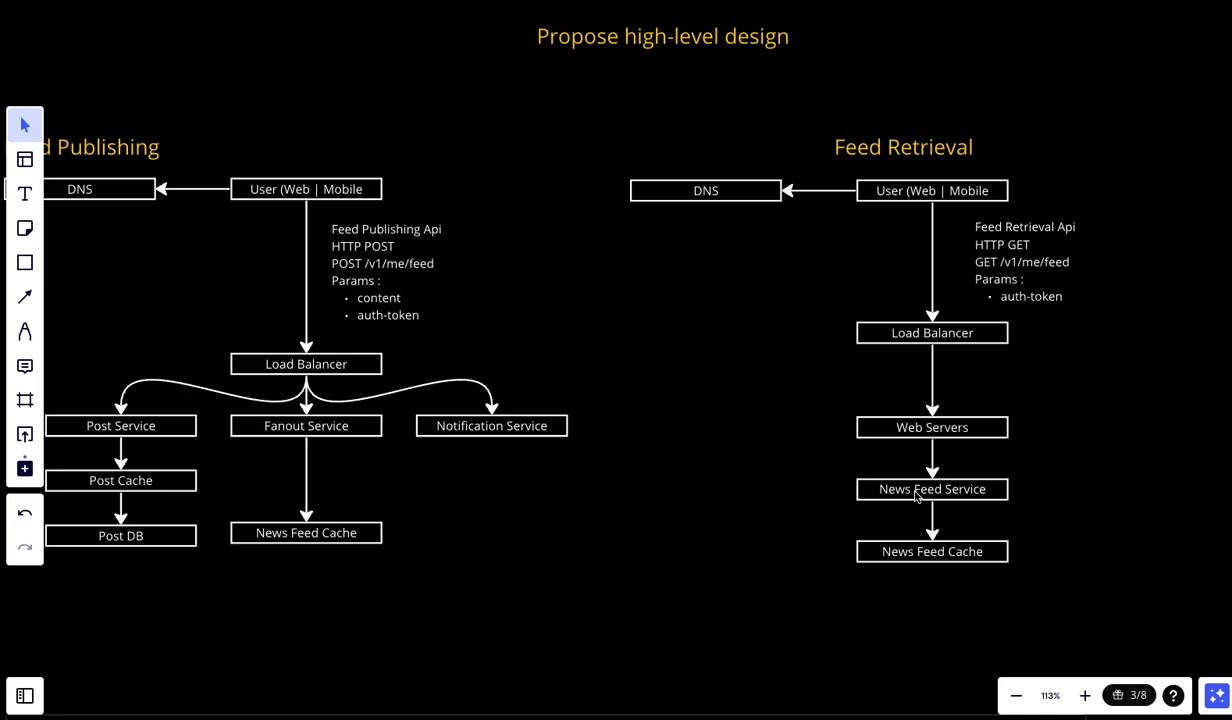 Propose high-level design
d Publishing
DNS
User (Web | Mobile
Feed Publishing Api
HTTP POST
POST /v1/me/feed
Params :
• content
• auth-token
Load Balancer
Post Service
Fanout Service
Notification Service
Post Cache
Post DB
News Feed Cache
Feed Retrieval
DNS
User (Web | Mobile
Feed Retrieval Api
HTTP GET
GET /v1/me/feed
Params :
• auth-token
Load Balancer
Web Servers
News Feed Service
News Feed Cache
113%
3/8